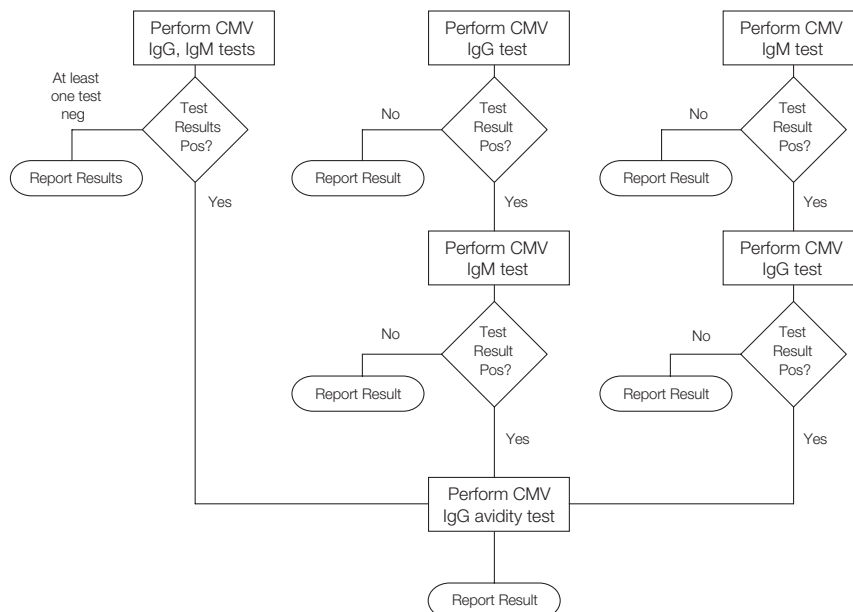 Perform CMV
IgG, IgM tests
Perform CMV
IgG test
Perform CMV
IgM test
At least
one test
neg
Test
Results
Pos?
No
Test
Result
Pos?
No
Test
Result
Pos?
Report Results
Report Result
Report Result
Yes
Yes
Yes
Perform CMV
IgM test
Perform CMV
IgG test
No
Test
Result
Pos?
No
Test
Result
Pos?
Report Result
Report Result
Yes
Yes
Perform CMV
IgG avidity test
Report Result